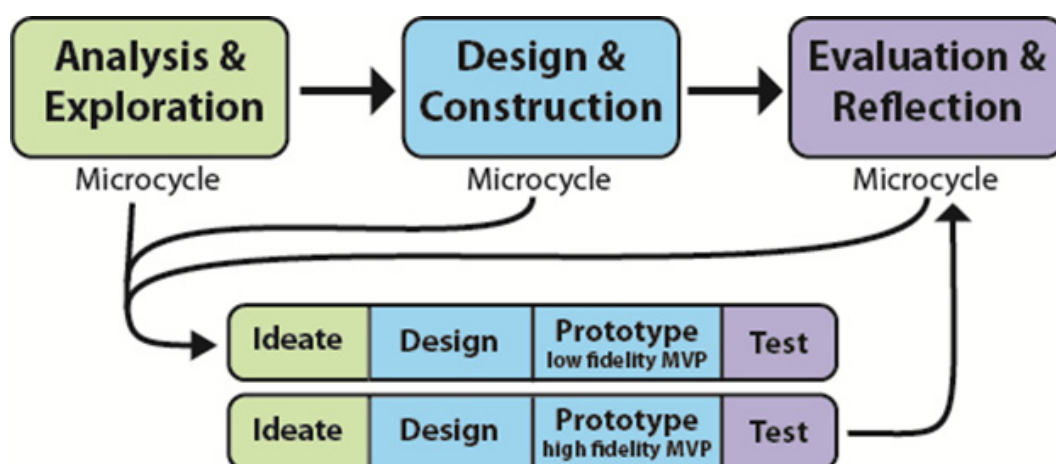 Analysis &
Exploration
Design &
Construction
Evaluation &
Reflection
Microcycle
Microcycle
Microcycle
Ideate
Design
Prototype
low fidelity MVP
Test
Ideate
Design
Prototype
high fidelity MVP
Test